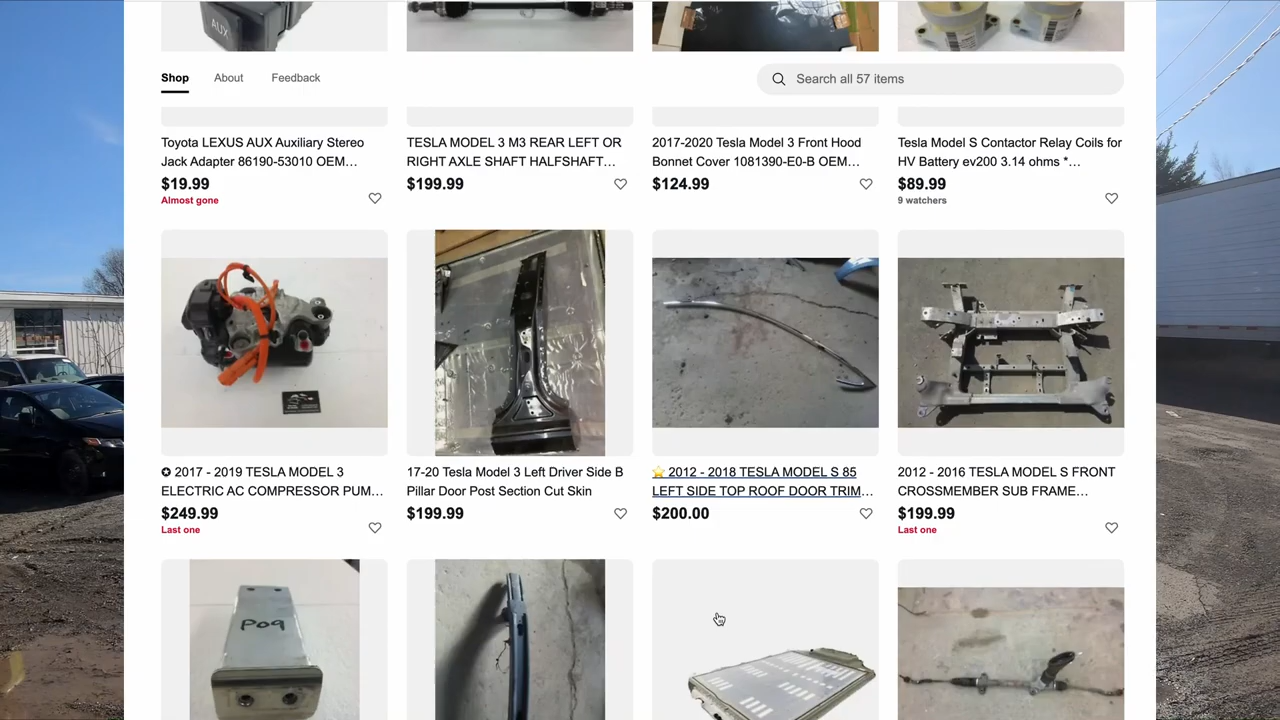 AUX
Shop
About
Feedback
Search all 57 items
Toyota LEXUS AUX Auxiliary Stereo
Jack Adapter 86190-53010 OEM…
$19.99
Almost gone
TESLA MODEL 3 M3 REAR LEFT OR
RIGHT AXLE SHAFT HALFSHAFT…
$199.99
2017-2020 Tesla Model 3 Front Hood
Bonnet Cover 1081390-E0-B OEM…
$124.99
Tesla Model S Contactor Relay Coils for
HV Battery ev200 3.14 ohms *…
$89.99
9 watchers
✪ 2017 - 2019 TESLA MODEL 3
ELECTRIC AC COMPRESSOR PUM…
$249.99
Last one
17-20 Tesla Model 3 Left Driver Side B
Pillar Door Post Section Cut Skin
$199.99
⭐ 2012 - 2018 TESLA MODEL S 85
LEFT SIDE TOP ROOF DOOR TRIM…
$200.00
2012 - 2016 TESLA MODEL S FRONT
CROSSMEMBER SUB FRAME…
$199.99
Last one
P09